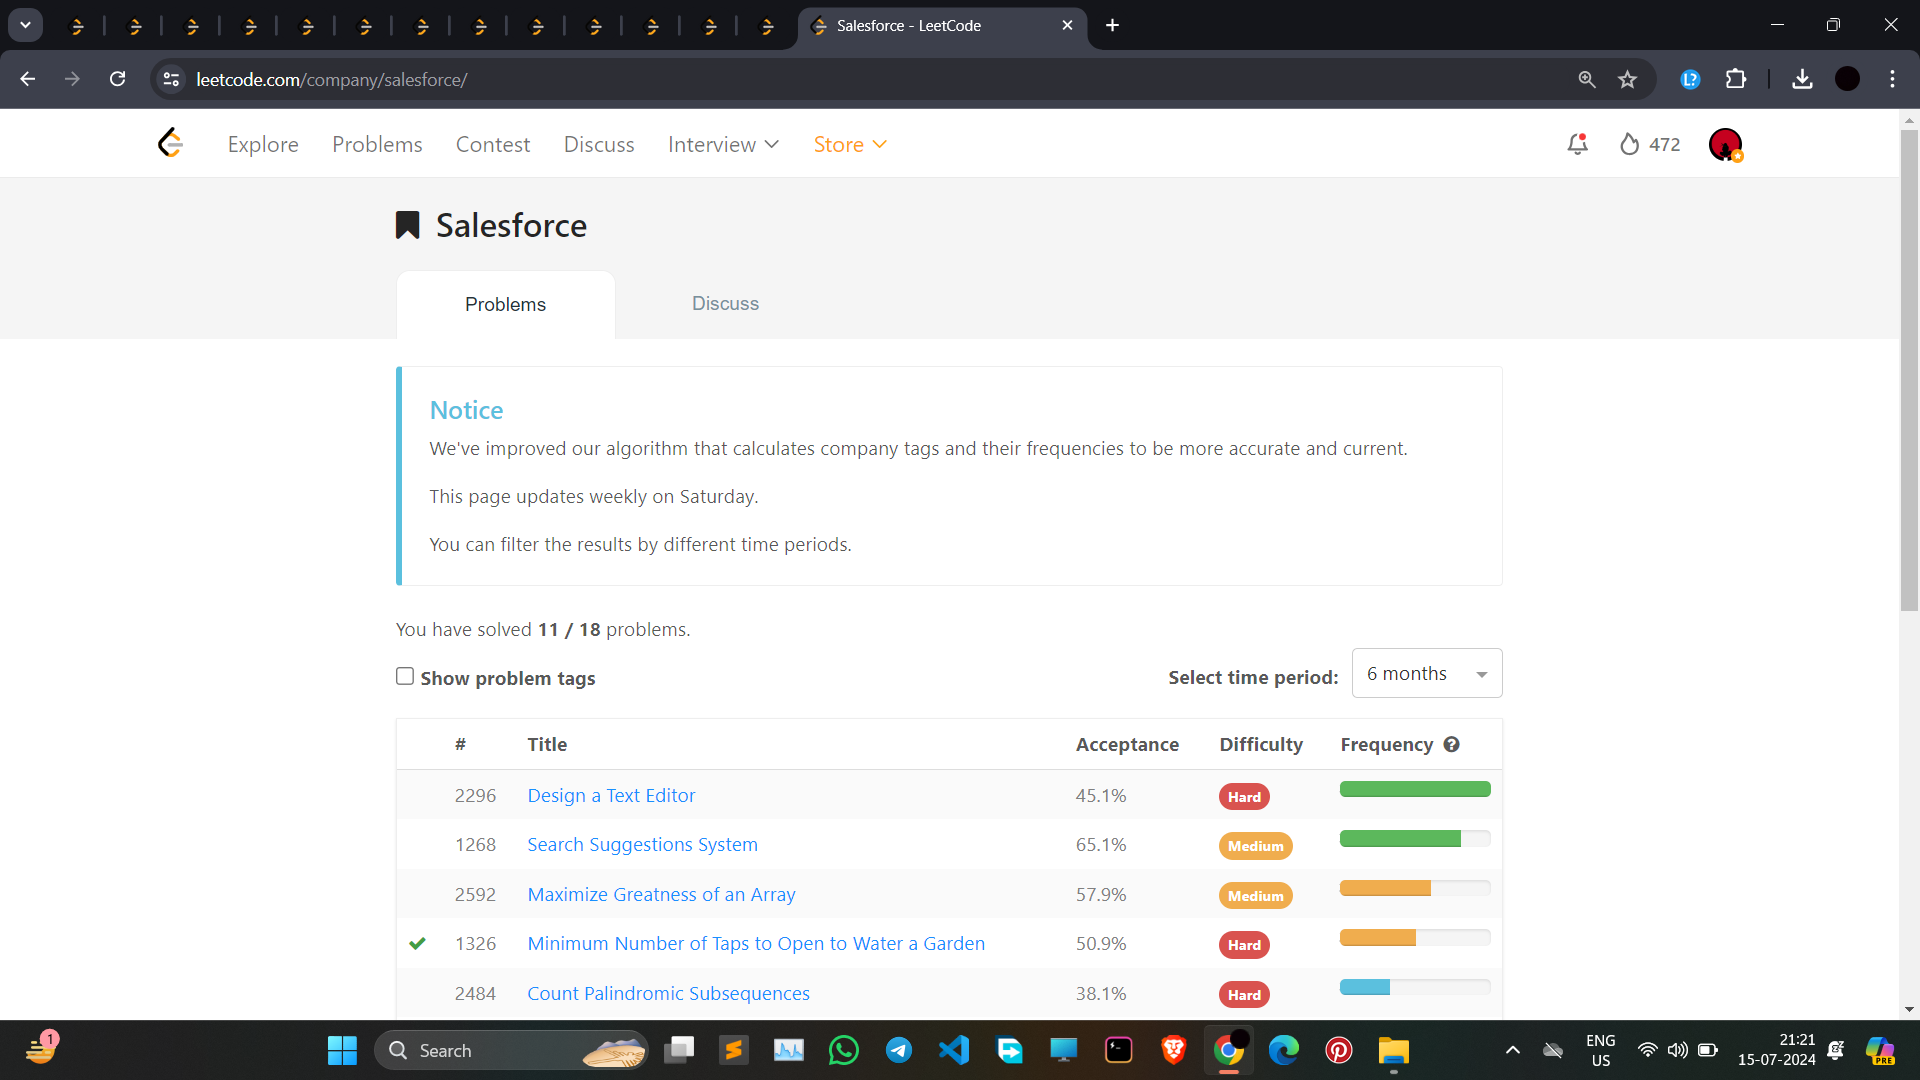 Salesforce - LeetCode
leetcode.com/company/salesforce/
L?
Explore Problems Contest Discuss Interview Store 472
Salesforce
Problems Discuss
Notice
We've improved our algorithm that calculates company tags and their frequencies to be more accurate and current.
This page updates weekly on Saturday.
You can filter the results by different time periods.
You have solved 11 / 18 problems.
Show problem tags Select time period: 6 months
# Title Acceptance Difficulty Frequency ?
2296 Design a Text Editor 45.1% Hard
1268 Search Suggestions System 65.1% Medium
2592 Maximize Greatness of an Array 57.9% Medium
1326 Minimum Number of Taps to Open to Water a Garden 50.9% Hard
2484 Count Palindromic Subsequences 38.1% Hard
1 Search ENG 21:21
US 15-07-2024 PRE